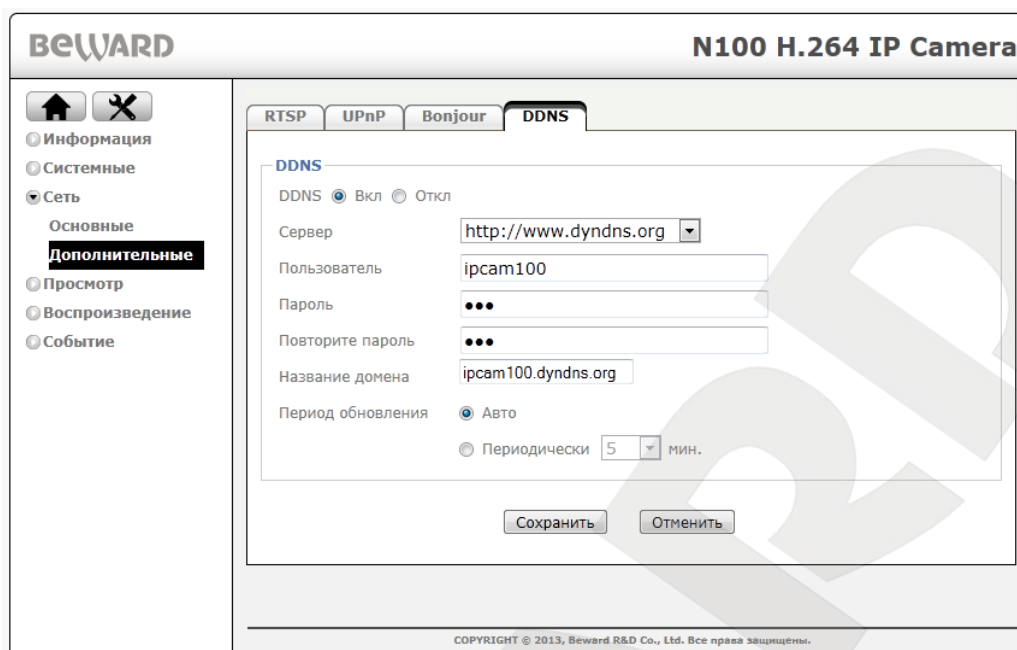 BEWARD
N100 H.264 IP Camera
Информация
Системные
Сеть
Основные
Дополнительные
Просмотр
Воспроизведение
Событие
RTSP UPnP Bonjour DDNS
DDNS
DDNS Вкл Откл
Сервер http://www.dyndns.org
Пользователь ipcam100
Пароль •••
Повторите пароль •••
Название домена ipcam100.dyndns.org
Период обновления Авто
Периодически 5 мин.
Сохранить Отменить
COPYRIGHT © 2013, Beward R&D Co., Ltd. Все права защищены.